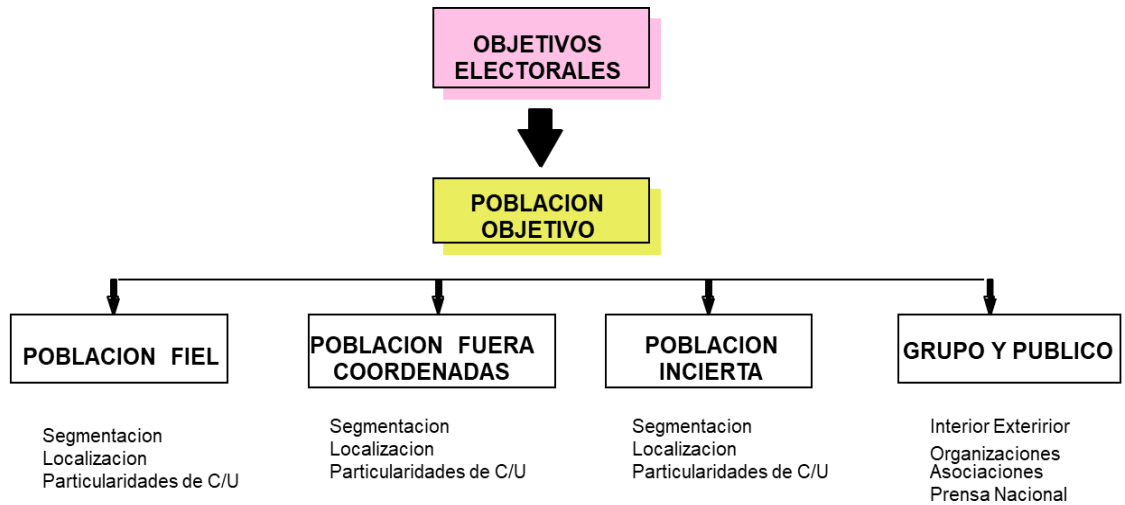 OBJETIVOS
ELECTORALES
POBLACION
OBJETIVO
POBLACION FIEL
POBLACION FUERA
COORDENADAS
POBLACION
INCIERTA
GRUPO Y PUBLICO
Segmentacion
Localizacion
Particularidades de C/U
Segmentacion
Localizacion
Particularidades de C/U
Segmentacion
Localizacion
Particularidades de C/U
Interior Exteririor
Organizaciones
Asociaciones
Prensa Nacional